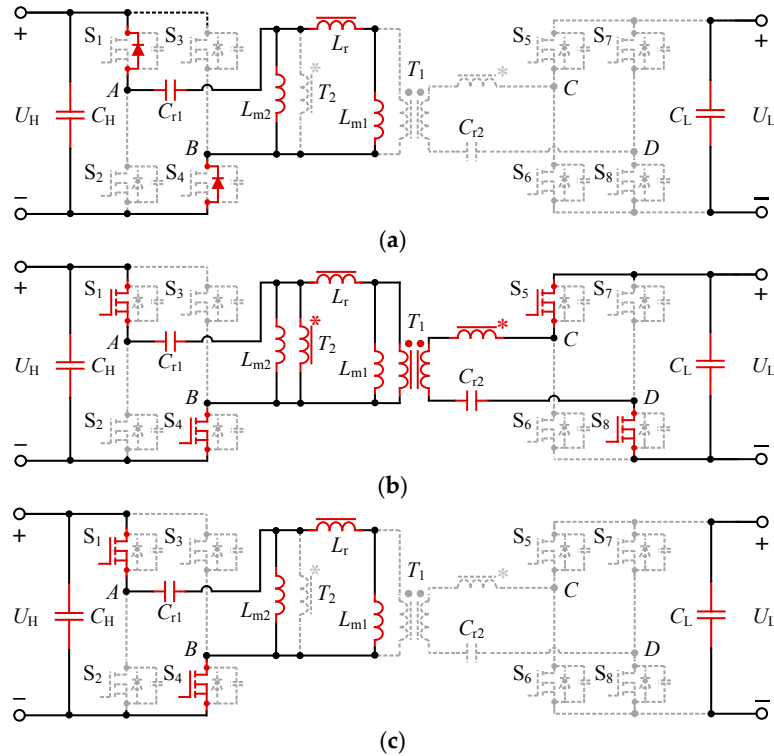 + S1 S3 Lr S5 S7 +
T1 * C
UH CH A Cr1 Lm2 * T2 Lm1 CL UL
S2 S4 B Cr2 D S6 S8
− −
(a)
+ S1 S3 Lr S5 S7 +
T1 * C
UH CH A Cr1 Lm2 * T2 Lm1 CL UL
S2 S4 B Cr2 D S6 S8
− −
(b)
+ S1 S3 Lr S5 S7 +
T1 * C
UH CH A Cr1 Lm2 * T2 Lm1 CL UL
S2 S4 B Cr2 D S6 S8
− −
(c)